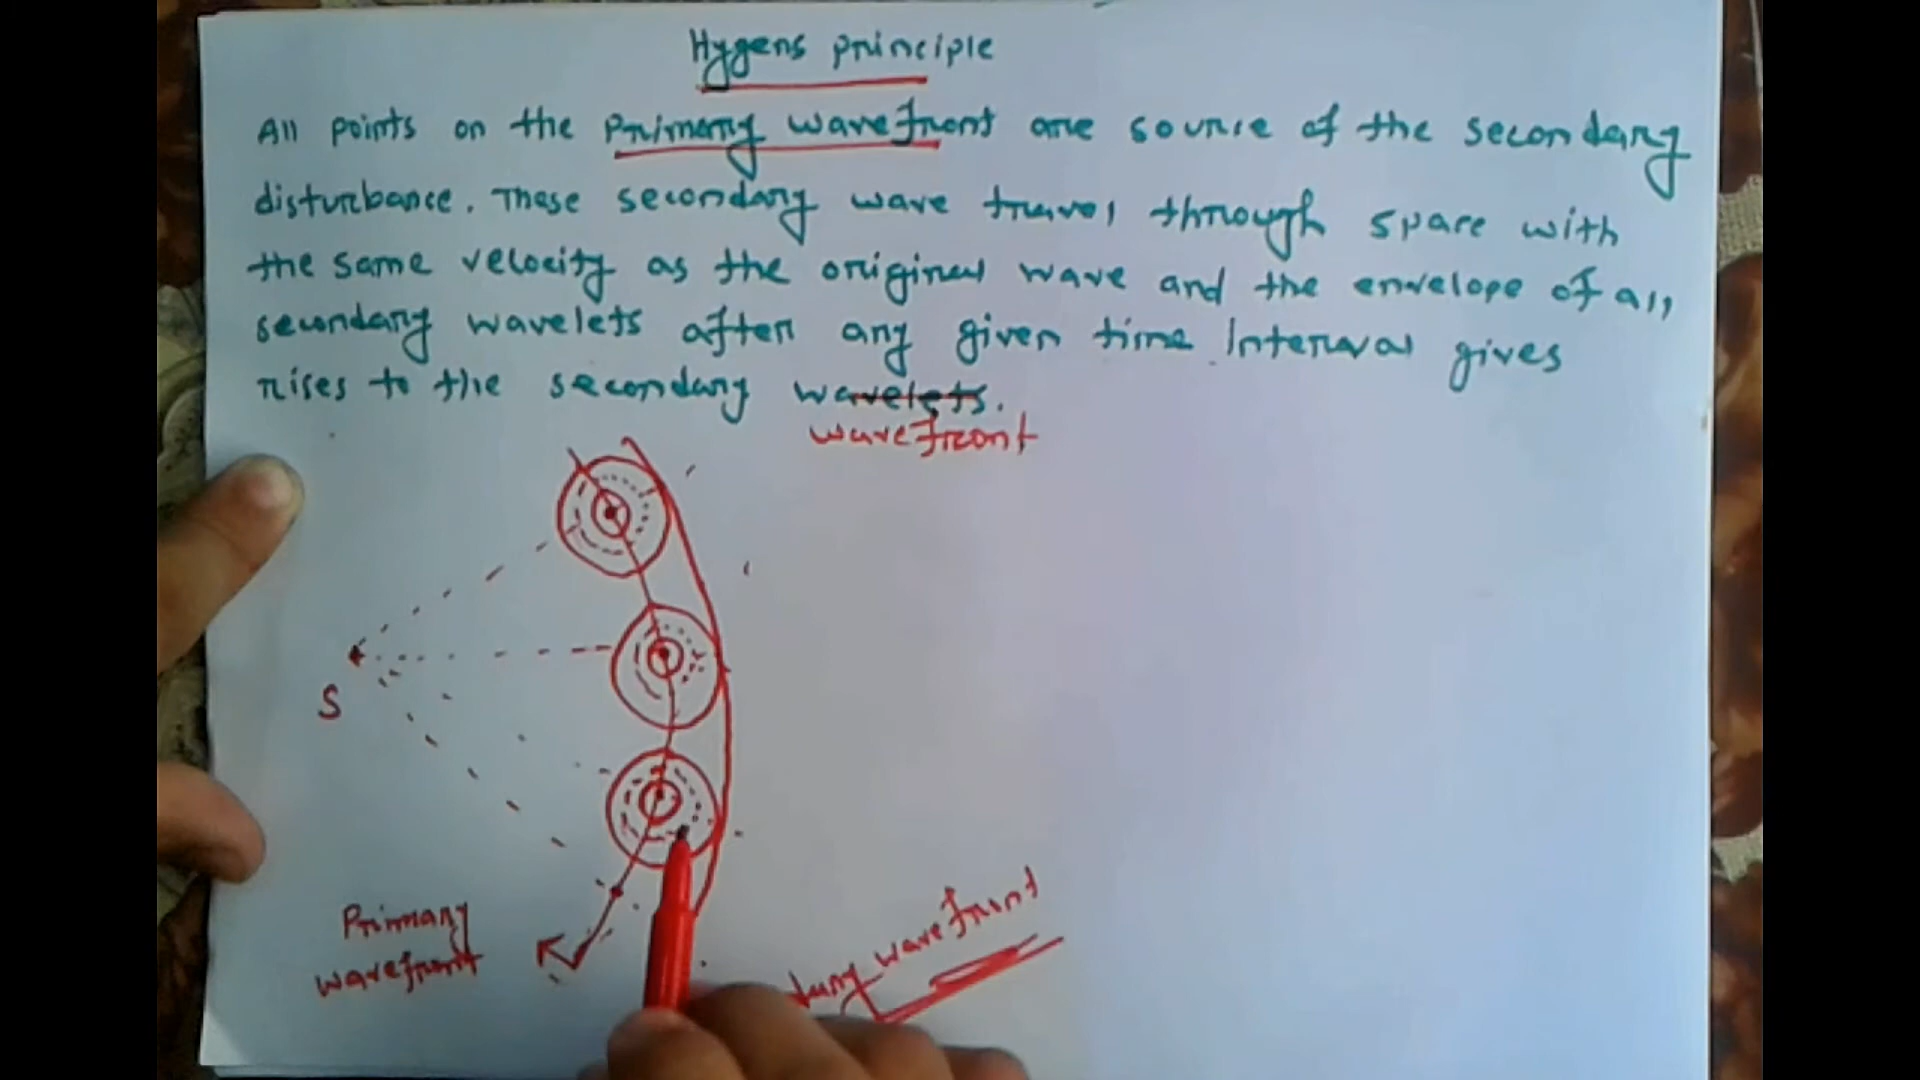 Hygens principle
All points on the Primary wavefront are source of the secondary
disturbance. These secondary wave travel through space with
the same velocity as the original wave and the envelope of all
secondary wavelets after any given time Interval gives
rises to the secondary wavelets.
wavefront
S
Primary
wavefront
dary wavefront